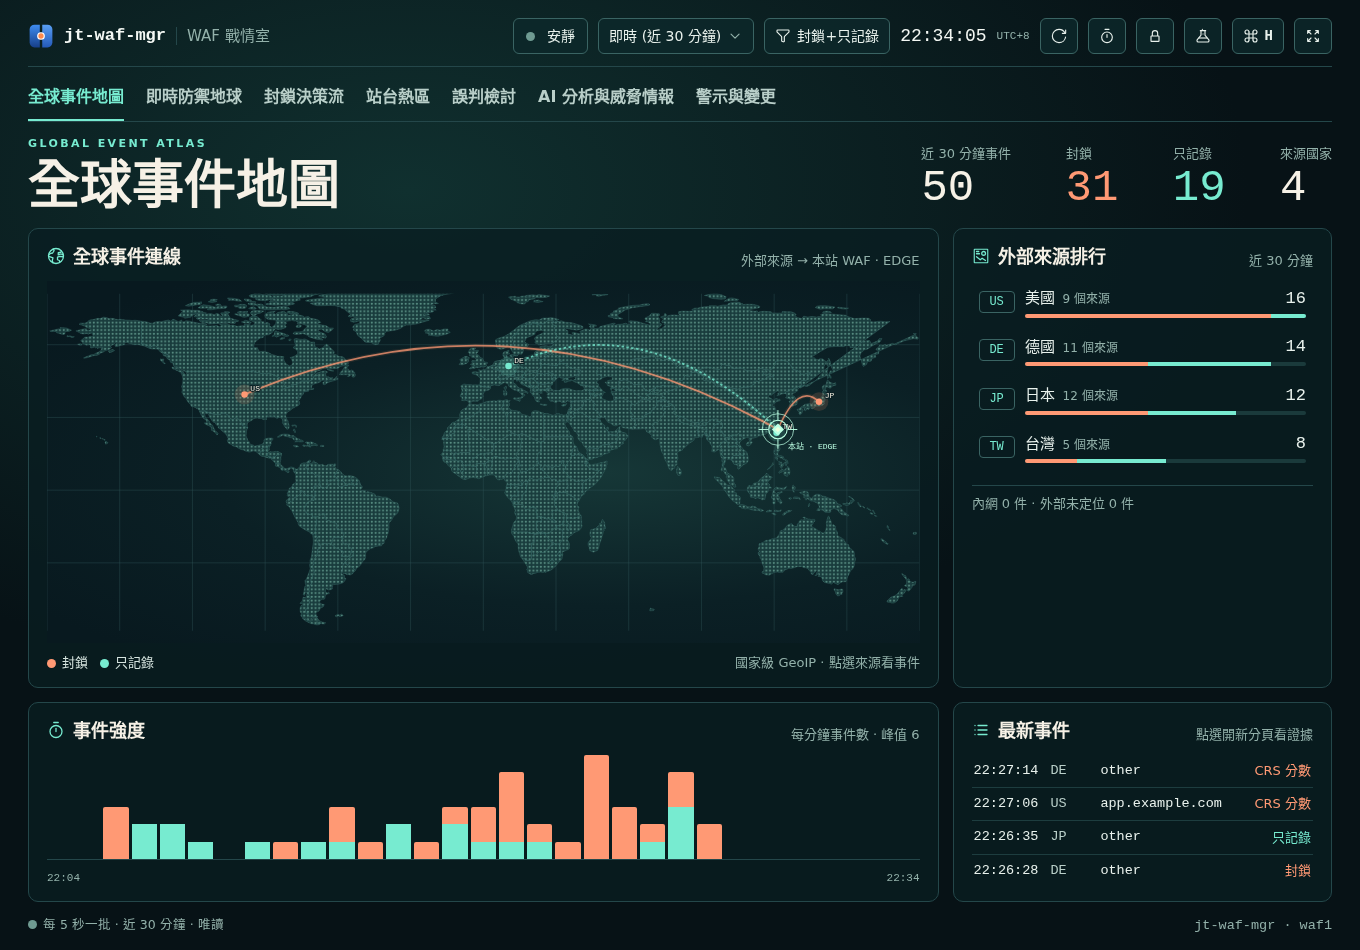 jt-waf-mgr WAF 戰情室 安靜 即時 (近 30 分鐘) 封鎖+只記錄 22:34:05 UTC+8 ⌘ H
全球事件地圖 即時防禦地球 封鎖決策流 站台熱區 誤判檢討 AI 分析與威脅情報 警示與變更
GLOBAL EVENT ATLAS
全球事件地圖
近 30 分鐘事件 封鎖 只記錄 來源國家
50 31 19 4
全球事件連線 外部來源 → 本站 WAF · EDGE
DE
US
JP
本站 · EDGE
封鎖 只記錄 國家級 GeoIP · 點選來源看事件
外部來源排行 近 30 分鐘
US 美國 9 個來源 16
DE 德國 11 個來源 14
JP 日本 12 個來源 12
TW 台灣 5 個來源 8
內網 0 件 · 外部未定位 0 件
事件強度 每分鐘事件數 · 峰值 6
22:04 22:34
最新事件 點選開新分頁看證據
22:27:14 DE other CRS 分數
22:27:06 US app.example.com CRS 分數
22:26:35 JP other 只記錄
22:26:28 DE other 封鎖
每 5 秒一批 · 近 30 分鐘 · 唯讀 jt-waf-mgr · waf1